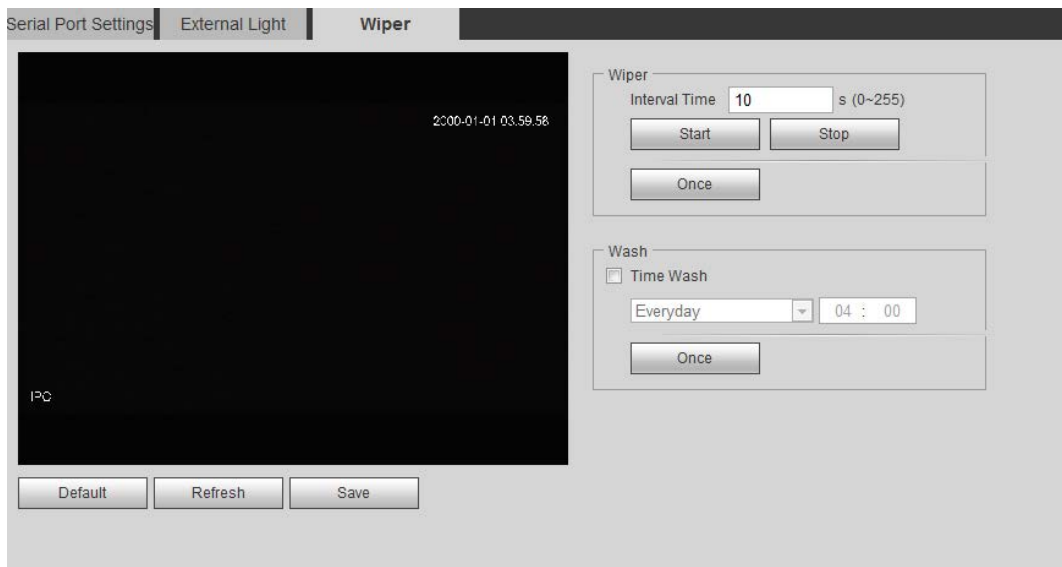 Serial Port Settings External Light Wiper
2000-01-01 03:59:58
IPC
Default Refresh Save
Wiper
Interval Time 10 s (0~255)
Start Stop
Once
Wash
Time Wash
Everyday 04 : 00
Once